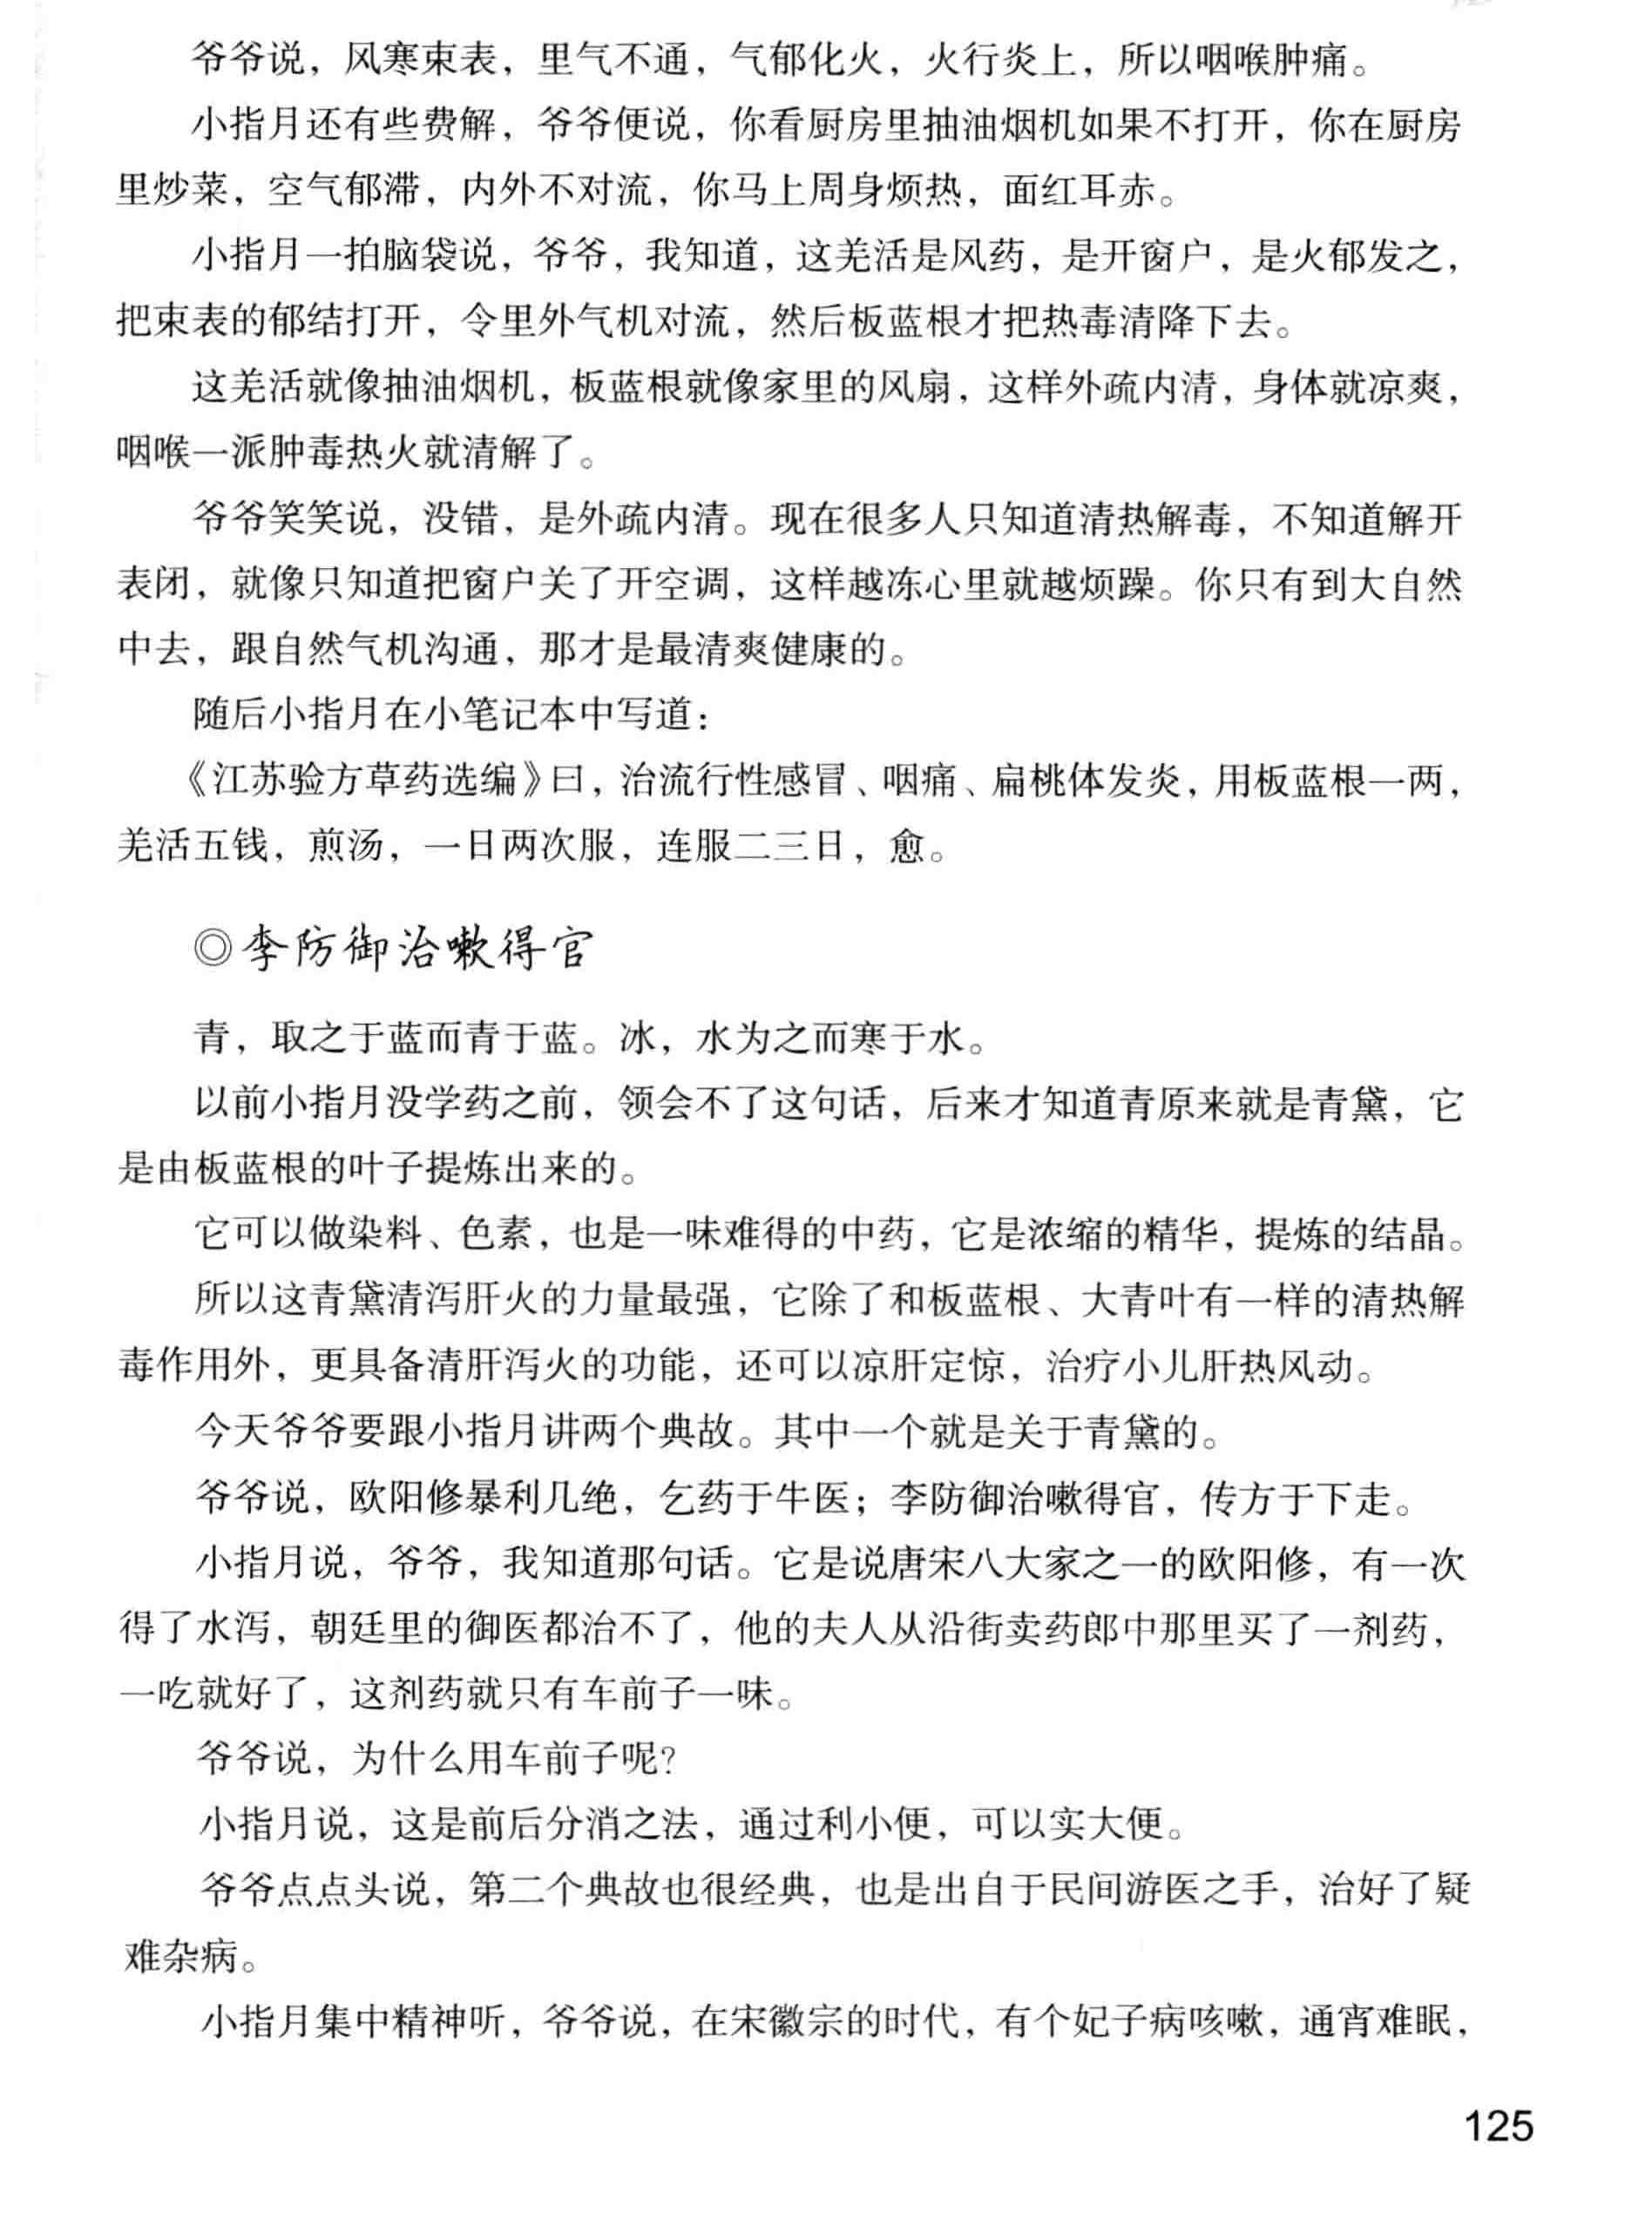 爷爷说，风寒束表，里气不通，气郁化火，火行炎上，所以咽喉肿痛。
小指月还有些费解，爷爷便说，你看厨房里抽油烟机如果不打开，你在厨房
里炒菜，空气郁滞，内外不对流，你马上周身烦热，面红耳赤。
小指月一拍脑袋说，爷爷，我知道，这羌活是风药，是开窗户，是火郁发之，
把束表的郁结打开，令里外气机对流，然后板蓝根才把热毒清降下去。
这羌活就像抽油烟机，板蓝根就像家里的风扇，这样外疏内清，身体就凉爽，
咽喉一派肿毒热火就清解了。
爷爷笑笑说，没错，是外疏内清。现在很多人只知道清热解毒，不知道解开
表闭，就像只知道把窗户关了开空调，这样越冻心里就越烦躁。你只有到大自然
中去，跟自然气机沟通，那才是最清爽健康的。
随后小指月在小笔记本中写道：
《江苏验方草药选编》曰，治流行性感冒、咽痛、扁桃体发炎，用板蓝根一两，
羌活五钱，煎汤，一日两次服，连服二三日，愈。
◎李防御治嗽得官
青，取之于蓝而青于蓝。冰，水为之而寒于水。
以前小指月没学药之前，领会不了这句话，后来才知道青原来就是青黛，它
是由板蓝根的叶子提炼出来的。
它可以做染料、色素，也是一味难得的中药，它是浓缩的精华，提炼的结晶。
所以这青黛清泻肝火的力量最强，它除了和板蓝根、大青叶有一样的清热解
毒作用外，更具备清肝泻火的功能，还可以凉肝定惊，治疗小儿肝热风动。
今天爷爷要跟小指月讲两个典故。其中一个就是关于青黛的。
爷爷说，欧阳修暴利几绝，乞药于牛医；李防御治嗽得官，传方于下走。
小指月说，爷爷，我知道那句话。它是说唐宋八大家之一的欧阳修，有一次
得了水泻，朝廷里的御医都治不了，他的夫人从沿街卖药郎中那里买了一剂药，
一吃就好了，这剂药就只有车前子一味。
爷爷说，为什么用车前子呢？
小指月说，这是前后分消之法，通过利小便，可以实大便。
爷爷点点头说，第二个典故也很经典，也是出自于民间游医之手，治好了疑
难杂病。
小指月集中精神听，爷爷说，在宋徽宗的时代，有个妃子病咳嗽，通宵难眠，
125